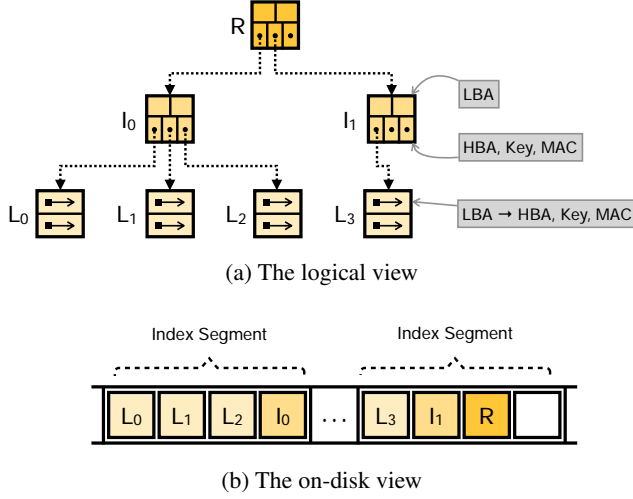 R
LBA
I0
I1
HBA, Key, MAC
L0
L1
L2
L3
LBA → HBA, Key, MAC
(a) The logical view
Index Segment
Index Segment
L0 L1 L2 I0 ... L3 I1 R
(b) The on-disk view